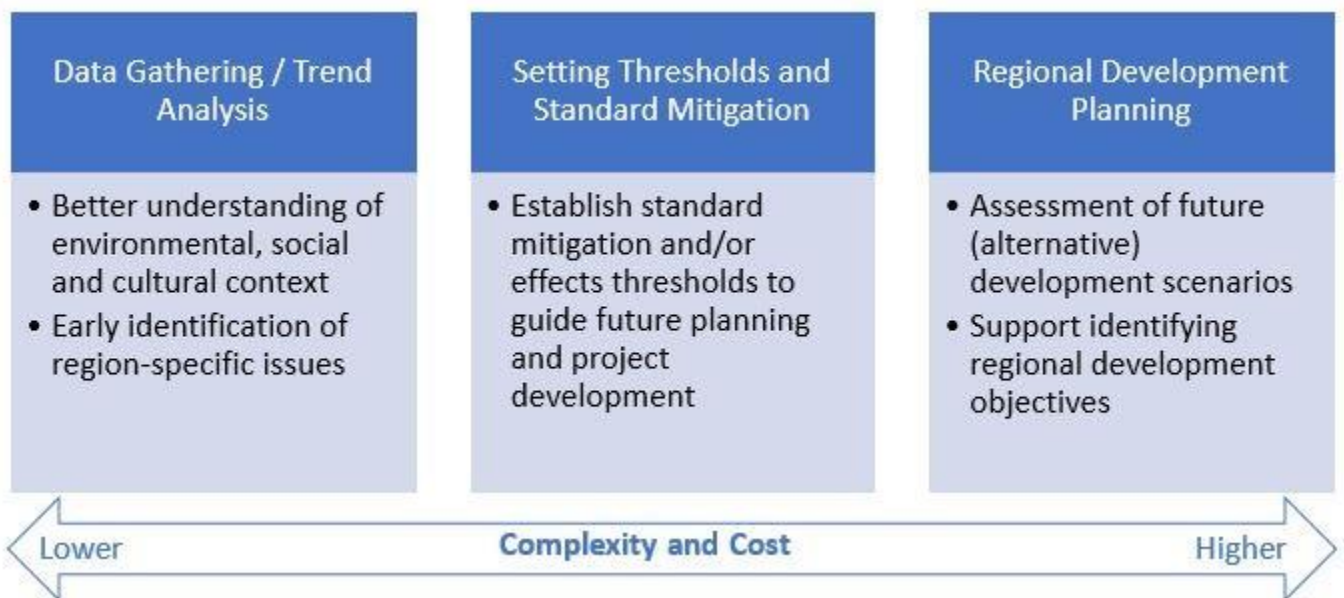 Data Gathering / Trend
Analysis
• Better understanding of
environmental, social
and cultural context
• Early identification of
region-specific issues
Setting Thresholds and
Standard Mitigation
• Establish standard
mitigation and/or
effects thresholds to
guide future planning
and project
development
Regional Development
Planning
• Assessment of future
(alternative)
development scenarios
• Support identifying
regional development
objectives
Lower
Complexity and Cost
Higher